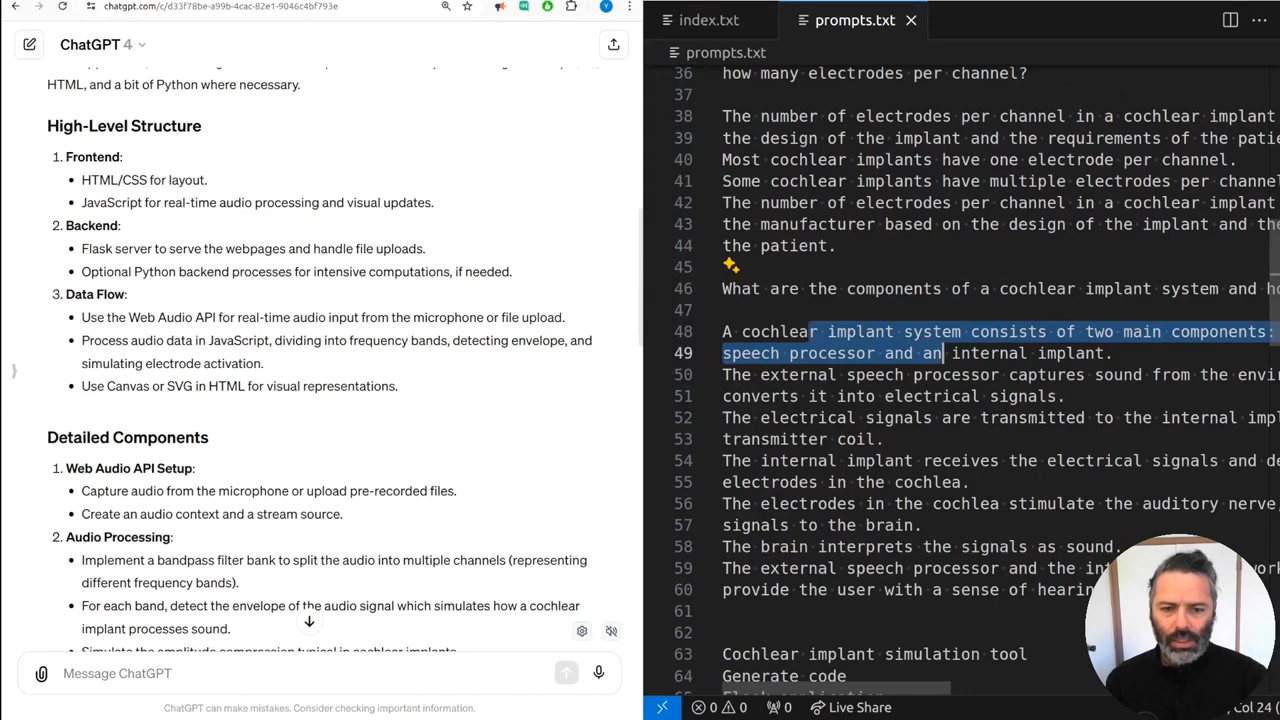 chatgpt.com/c/d33f78be-a99b-4cac-82e1-9046c4bf793e
ChatGPT 4
HTML, and a bit of Python where necessary.
High-Level Structure
1. Frontend:
• HTML/CSS for layout.
• JavaScript for real-time audio processing and visual updates.
2. Backend:
• Flask server to serve the webpages and handle file uploads.
• Optional Python backend processes for intensive computations, if needed.
3. Data Flow:
• Use the Web Audio API for real-time audio input from the microphone or file upload.
• Process audio data in JavaScript, dividing into frequency bands, detecting envelope, and
simulating electrode activation.
• Use Canvas or SVG in HTML for visual representations.
Detailed Components
1. Web Audio API Setup:
• Capture audio from the microphone or upload pre-recorded files.
• Create an audio context and a stream source.
2. Audio Processing:
• Implement a bandpass filter bank to split the audio into multiple channels (representing
different frequency bands).
• For each band, detect the envelope of the audio signal which simulates how a cochlear
implant processes sound.
• Simulate the amplitude compression typical in cochlear implants.
Message ChatGPT
ChatGPT can make mistakes. Consider checking important information.
index.txt
prompts.txt
prompts.txt
36 how many electrodes per channel?
37
38 The number of electrodes per channel in a cochlear implant
39 the design of the implant and the requirements of the patie
40 Most cochlear implants have one electrode per channel.
41 Some cochlear implants have multiple electrodes per channel
42 The number of electrodes per channel in a cochlear implant
43 the manufacturer based on the design of the implant and the
44 the patient.
45
46 What are the components of a cochlear implant system and ho
47
48 A cochlear implant system consists of two main components:
49 speech processor and an internal implant.
50 The external speech processor captures sound from the envi
51 converts it into electrical signals.
52 The electrical signals are transmitted to the internal impl
53 transmitter coil.
54 The internal implant receives the electrical signals and de
55 electrodes in the cochlea.
56 The electrodes in the cochlea stimulate the auditory nerve,
57 signals to the brain.
58 The brain interprets the signals as sound.
59 The external speech processor and the in work
60 provide the user with a sense of hearin
61
62
63 Cochlear implant simulation tool
64 Generate code
65 Flask application
0 0 0 Live Share
Col 24